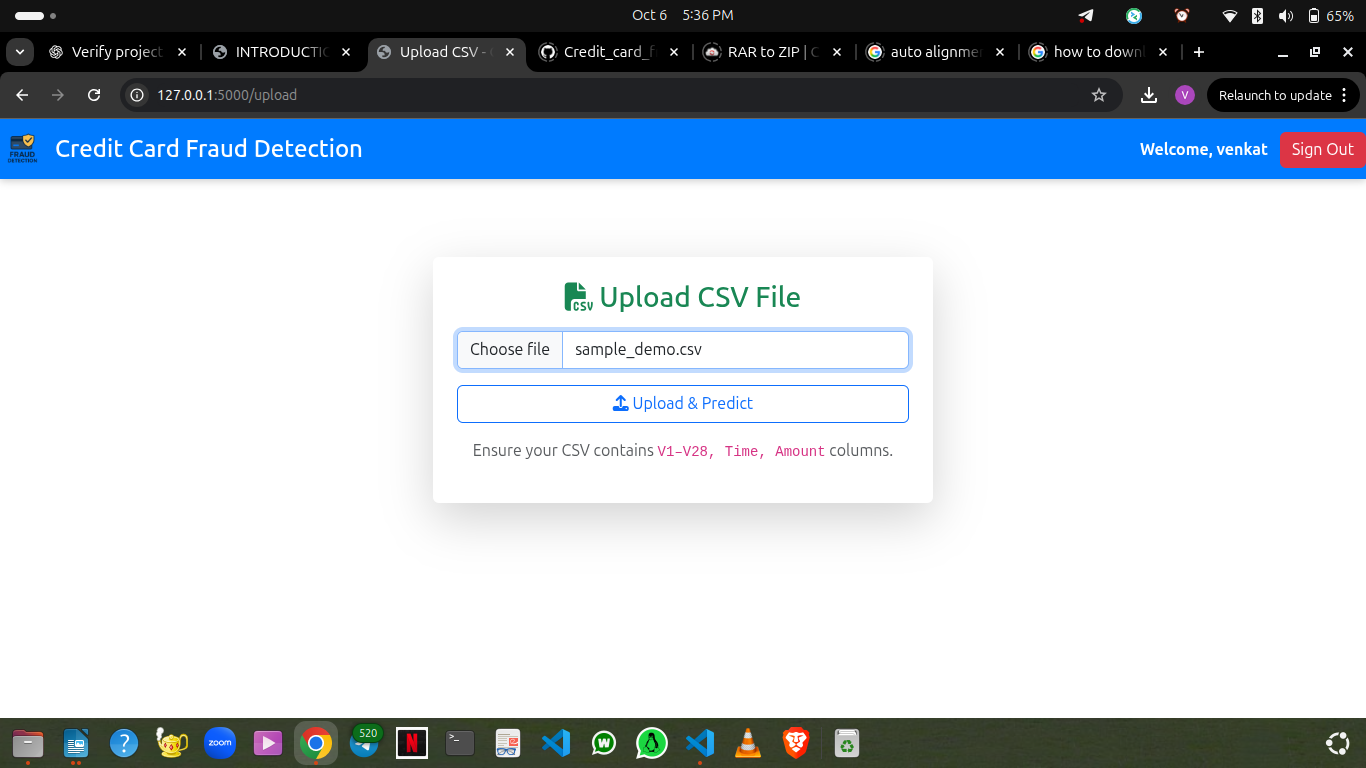 Oct 6 5:36 PM
65%
Verify project
INTRODUCTIO
Upload CSV -
Credit_card_f
RAR to ZIP | C
auto alignme
how to downl
127.0.0.1:5000/upload
V
Relaunch to update
FRAUD
DETECTION
Credit Card Fraud Detection
Welcome, venkat
Sign Out
CSV
Upload CSV File
Choose file
sample_demo.csv
Upload & Predict
Ensure your CSV contains V1–V28, Time, Amount columns.
zoom
520
N
W